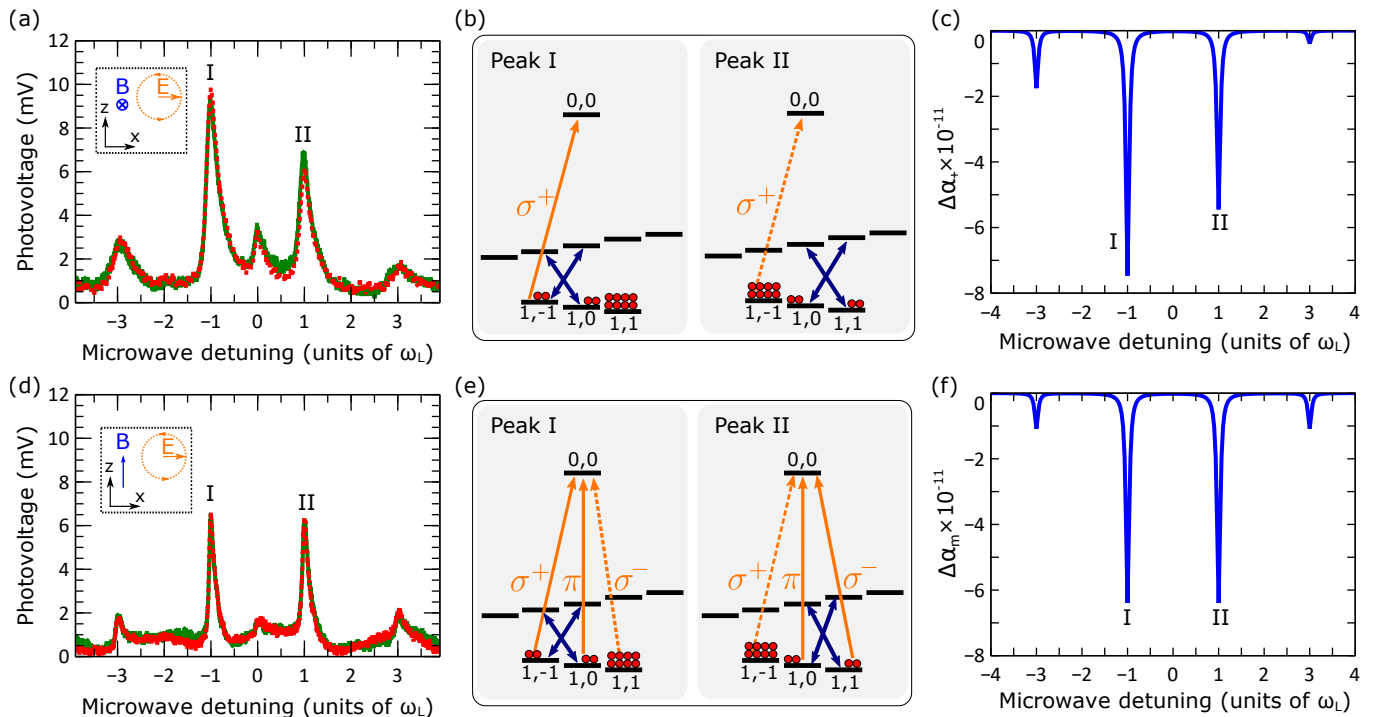 (a)
12
10
8
6
4
2
0
Photovoltage (mV)
B
E
z
x
I
II
−3 −2 −1 0 1 2 3
Microwave detuning (units of ωL)
(b)
Peak I
0,0
σ+
1,-1
1,0
1,1
Peak II
0,0
σ+
1,-1
1,0
1,1
(c)
0
−2
−4
−6
−8
Δα+×10-11
I
II
−4 −3 −2 −1 0 1 2 3 4
Microwave detuning (units of ωL)
(d)
12
10
8
6
4
2
0
Photovoltage (mV)
B
E
z
x
I
II
−3 −2 −1 0 1 2 3
Microwave detuning (units of ωL)
(e)
Peak I
0,0
σ+
π
σ−
1,-1
1,0
1,1
Peak II
0,0
σ+
π
σ−
1,-1
1,0
1,1
(f)
0
−2
−4
−6
−8
Δαm×10-11
I
II
−4 −3 −2 −1 0 1 2 3 4
Microwave detuning (units of ωL)